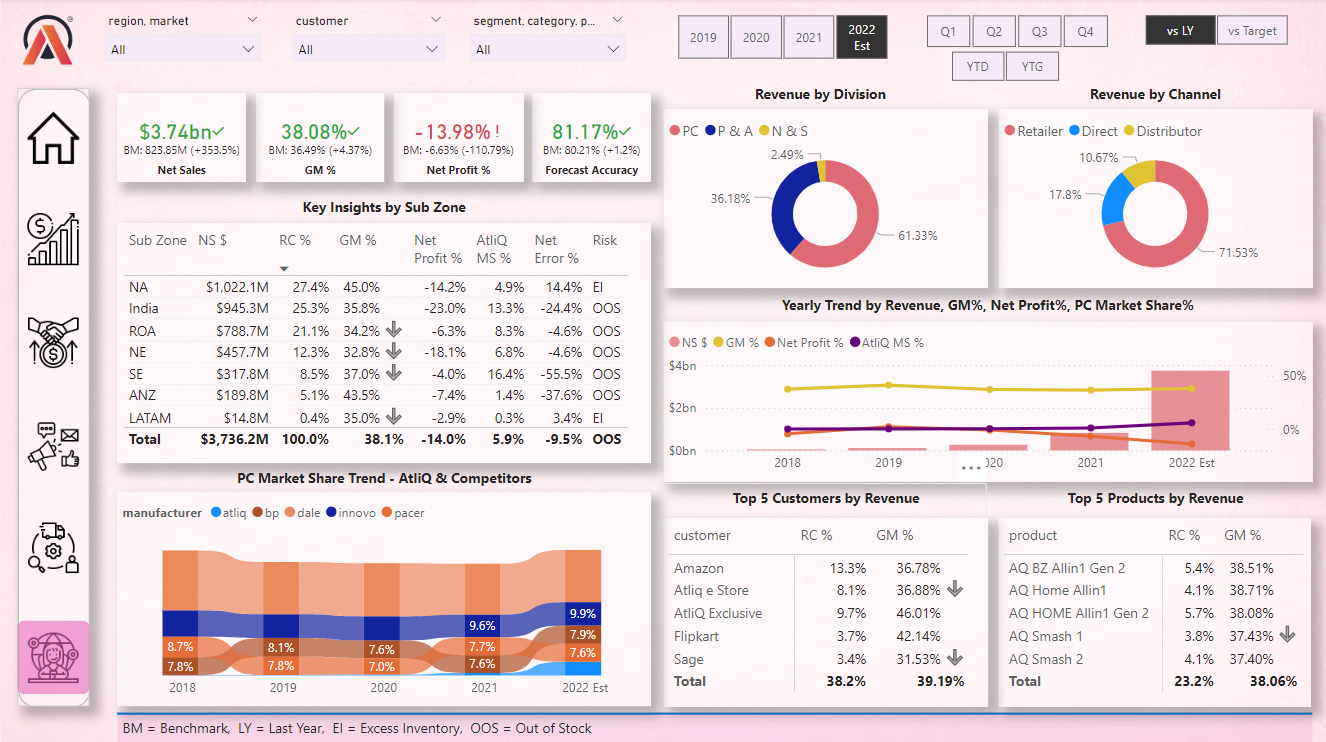 region, market
customer
segment, category, p...
All
All
All
2019
2020
2021
2022
Est
Q1
Q2
Q3
Q4
YTD
YTG
vs LY
vs Target
$3.74bn
BM: 823.85M (+353.5%)
Net Sales
38.08%
BM: 36.49% (+4.37%)
GM %
-13.98% !
BM: -6.63% (-110.79%)
Net Profit %
81.17%
BM: 80.21% (+1.2%)
Forecast Accuracy
Revenue by Division
PC P & A N & S
2.49%
36.18%
61.33%
Revenue by Channel
Retailer Direct Distributor
10.67%
17.8%
71.53%
Key Insights by Sub Zone
Sub Zone NS $ RC % GM % Net Profit % AtliQ MS % Net Error % Risk
NA $1,022.1M 27.4% 45.0% -14.2% 4.9% 14.4% EI
India $945.3M 25.3% 35.8% -23.0% 13.3% -24.4% OOS
ROA $788.7M 21.1% 34.2% -6.3% 8.3% -4.6% OOS
NE $457.7M 12.3% 32.8% -18.1% 6.8% -4.6% OOS
SE $317.8M 8.5% 37.0% -4.0% 16.4% -55.5% OOS
ANZ $189.8M 5.1% 43.5% -7.4% 1.4% -37.6% OOS
LATAM $14.8M 0.4% 35.0% -2.9% 0.3% 3.4% EI
Total $3,736.2M 100.0% 38.1% -14.0% 5.9% -9.5% OOS
Yearly Trend by Revenue, GM%, Net Profit%, PC Market Share%
NS $ GM % Net Profit % AtliQ MS %
$4bn
$2bn
$0bn
50%
0%
2018 2019 20 2021 2022 Est
PC Market Share Trend - AtliQ & Competitors
manufacturer atliq bp dale innovo pacer
8.7%
7.8%
8.1%
7.8%
7.6%
7.0%
9.6%
7.7%
7.6%
9.9%
7.9%
7.6%
2018 2019 2020 2021 2022 Est
Top 5 Customers by Revenue
customer RC % GM %
Amazon 13.3% 36.78%
Atliq e Store 8.1% 36.88%
AtliQ Exclusive 9.7% 46.01%
Flipkart 3.7% 42.14%
Sage 3.4% 31.53%
Total 38.2% 39.19%
Top 5 Products by Revenue
product RC % GM %
AQ BZ Allin1 Gen 2 5.4% 38.51%
AQ Home Allin1 4.1% 38.71%
AQ HOME Allin1 Gen 2 5.7% 38.08%
AQ Smash 1 3.8% 37.43%
AQ Smash 2 4.1% 37.40%
Total 23.2% 38.06%
BM = Benchmark, LY = Last Year, EI = Excess Inventory, OOS = Out of Stock